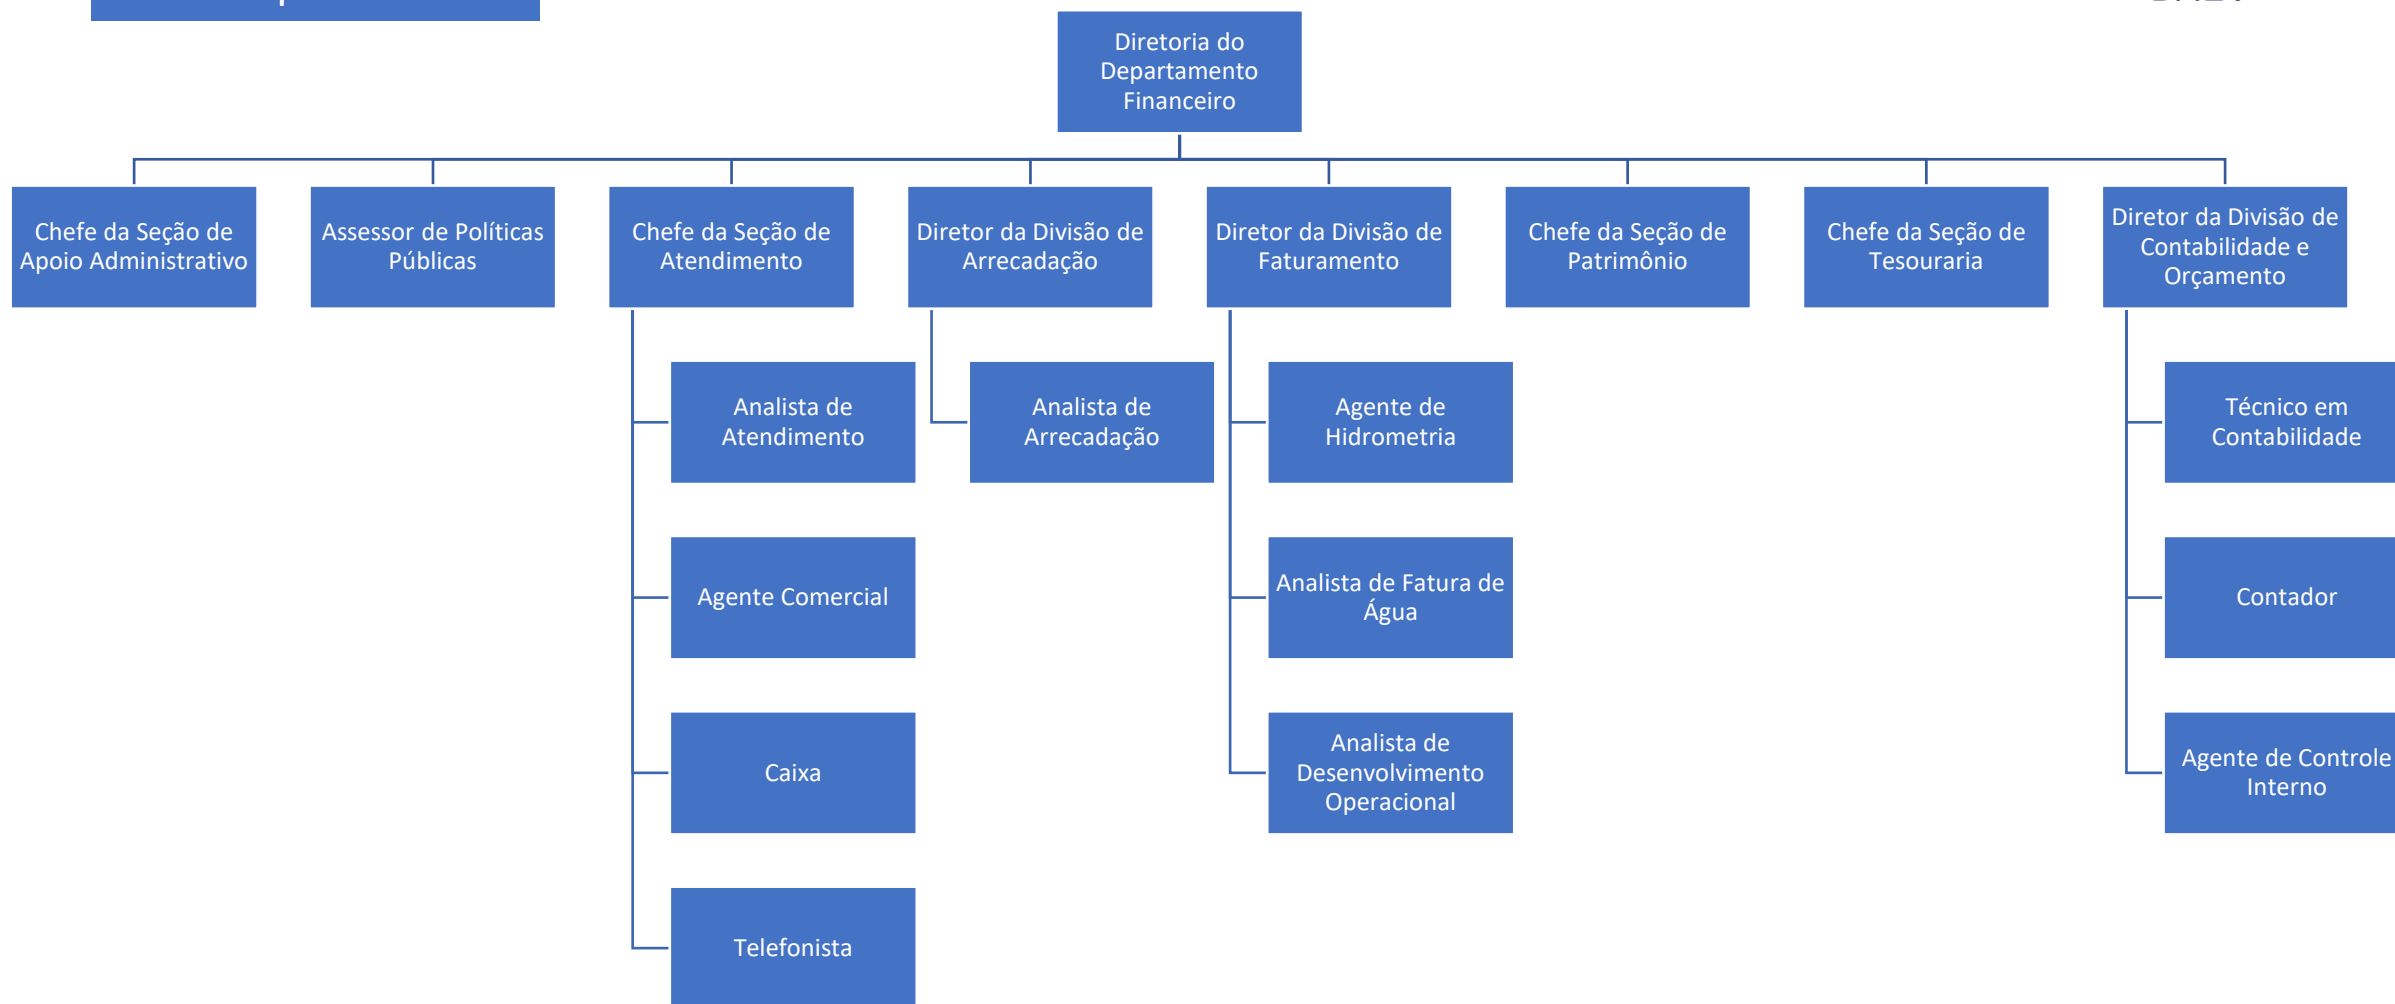 Diretoria do
Departamento
Financeiro
Chefe da Seção de
Apoio Administrativo
Assessor de Políticas
Públicas
Chefe da Seção de
Atendimento
Diretor da Divisão de
Arrecadação
Diretor da Divisão de
Faturamento
Chefe da Seção de
Patrimônio
Chefe da Seção de
Tesouraria
Diretor da Divisão de
Contabilidade e
Orçamento
Analista de
Atendimento
Analista de
Arrecadação
Agente de
Hidrometria
Técnico em
Contabilidade
Agente Comercial
Analista de Fatura de
Água
Contador
Caixa
Analista de
Desenvolvimento
Operacional
Agente de Controle
Interno
Telefonista